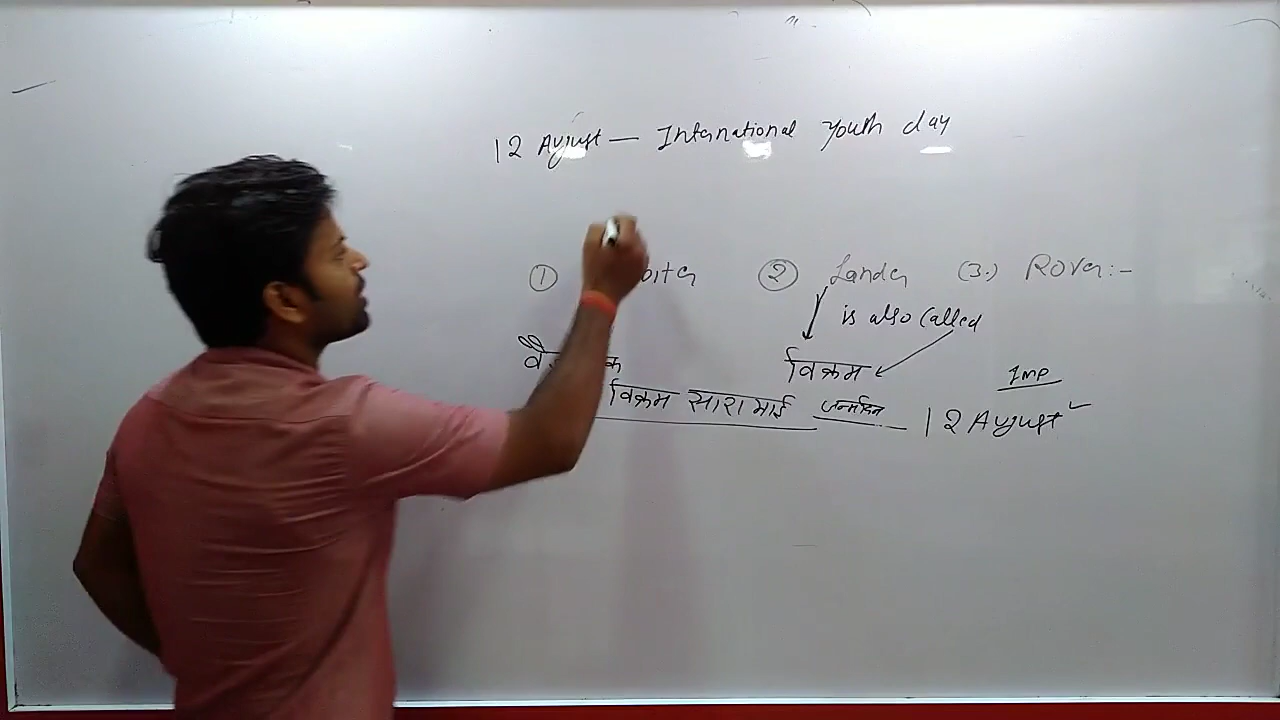 12 August — International youth day
① biter ② Lander (3.) Rover:-
is also called
विक्रम
Imp
विक्रम साराभाई जन्मदिन — 12 August